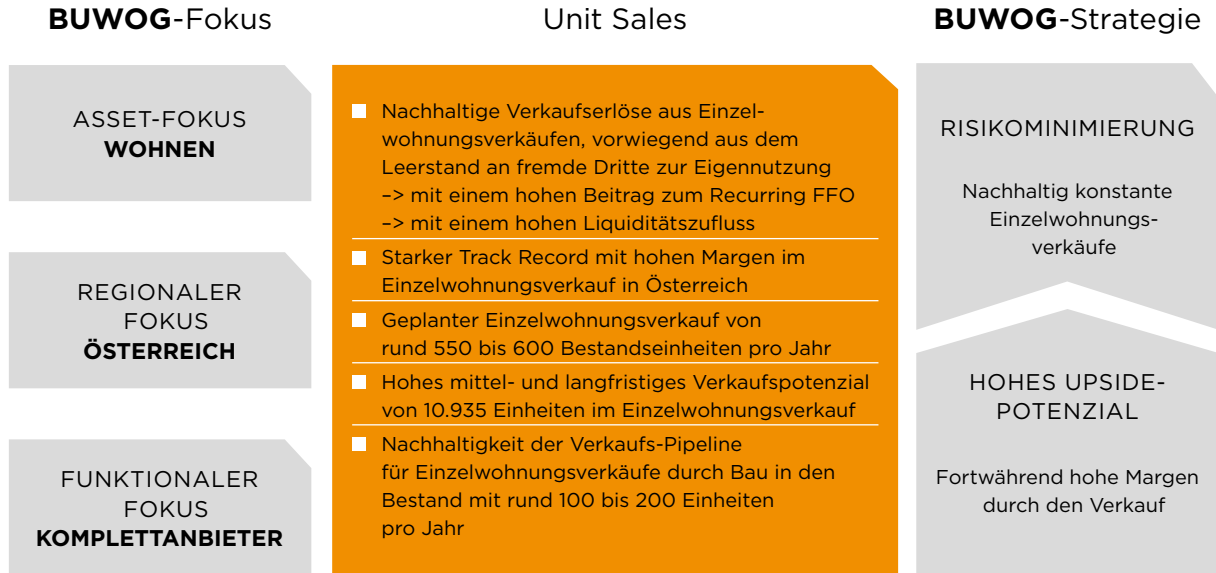 BUWOG-Fokus
ASSET-FOKUS
WOHNEN
REGIONALER
FOKUS
ÖSTERREICH
FUNKTIONALER
FOKUS
KOMPLETTANBIETER
Unit Sales
Nachhaltige Verkaufserlöse aus Einzel-
wohnungsverkäufen, vorwiegend aus dem
Leerstand an fremde Dritte zur Eigennutzung
–> mit einem hohen Beitrag zum Recurring FFO
–> mit einem hohen Liquiditätszufluss
Starker Track Record mit hohen Margen im
Einzelwohnungsverkauf in Österreich
Geplanter Einzelwohnungsverkauf von
rund 550 bis 600 Bestandseinheiten pro Jahr
Hohes mittel- und langfristiges Verkaufspotenzial
von 10.935 Einheiten im Einzelwohnungsverkauf
Nachhaltigkeit der Verkaufs-Pipeline
für Einzelwohnungsverkäufe durch Bau in den
Bestand mit rund 100 bis 200 Einheiten
pro Jahr
BUWOG-Strategie
RISIKOMINIMIERUNG
Nachhaltig konstante
Einzelwohnungs-
verkäufe
HOHES UPSIDE-
POTENZIAL
Fortwährend hohe Margen
durch den Verkauf